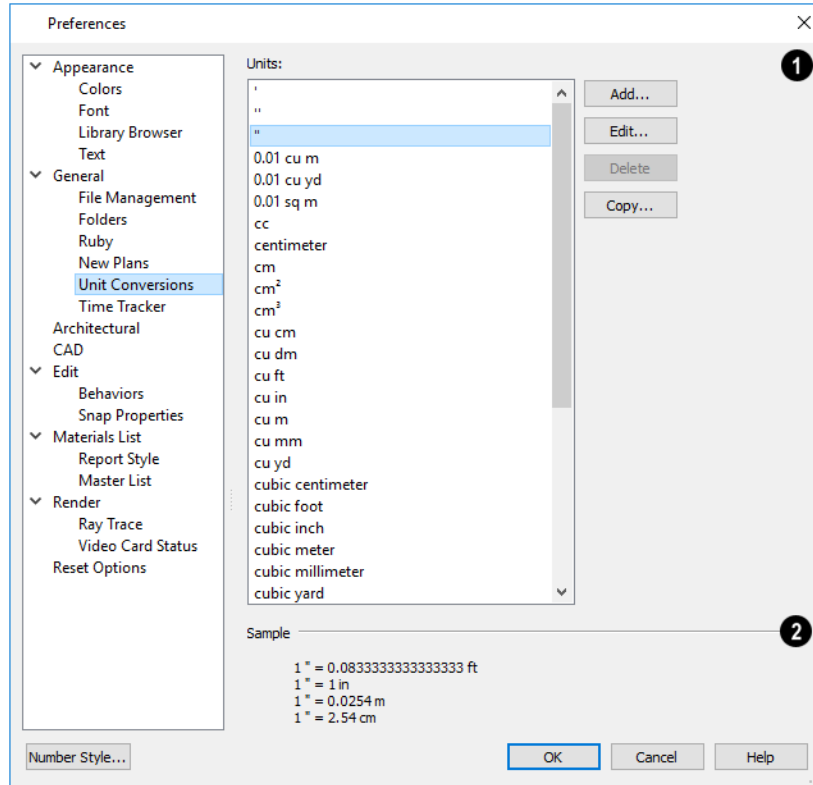 Preferences
Appearance
Colors
Font
Library Browser
Text
General
File Management
Folders
Ruby
New Plans
Unit Conversions
Time Tracker
Architectural
CAD
Edit
Behaviors
Snap Properties
Materials List
Report Style
Master List
Render
Ray Trace
Video Card Status
Reset Options
Units:
1
'
''
"
0.01 cu m
0.01 cu yd
0.01 sq m
cc
centimeter
cm
cm²
cm³
cu cm
cu dm
cu ft
cu in
cu m
cu mm
cu yd
cubic centimeter
cubic foot
cubic inch
cubic meter
cubic millimeter
cubic yard
Add...
Edit...
Delete
Copy...
Sample
2
1 " = 0.0833333333333333 ft
1 " = 1 in
1 " = 0.0254 m
1 " = 2.54 cm
Number Style...
OK
Cancel
Help